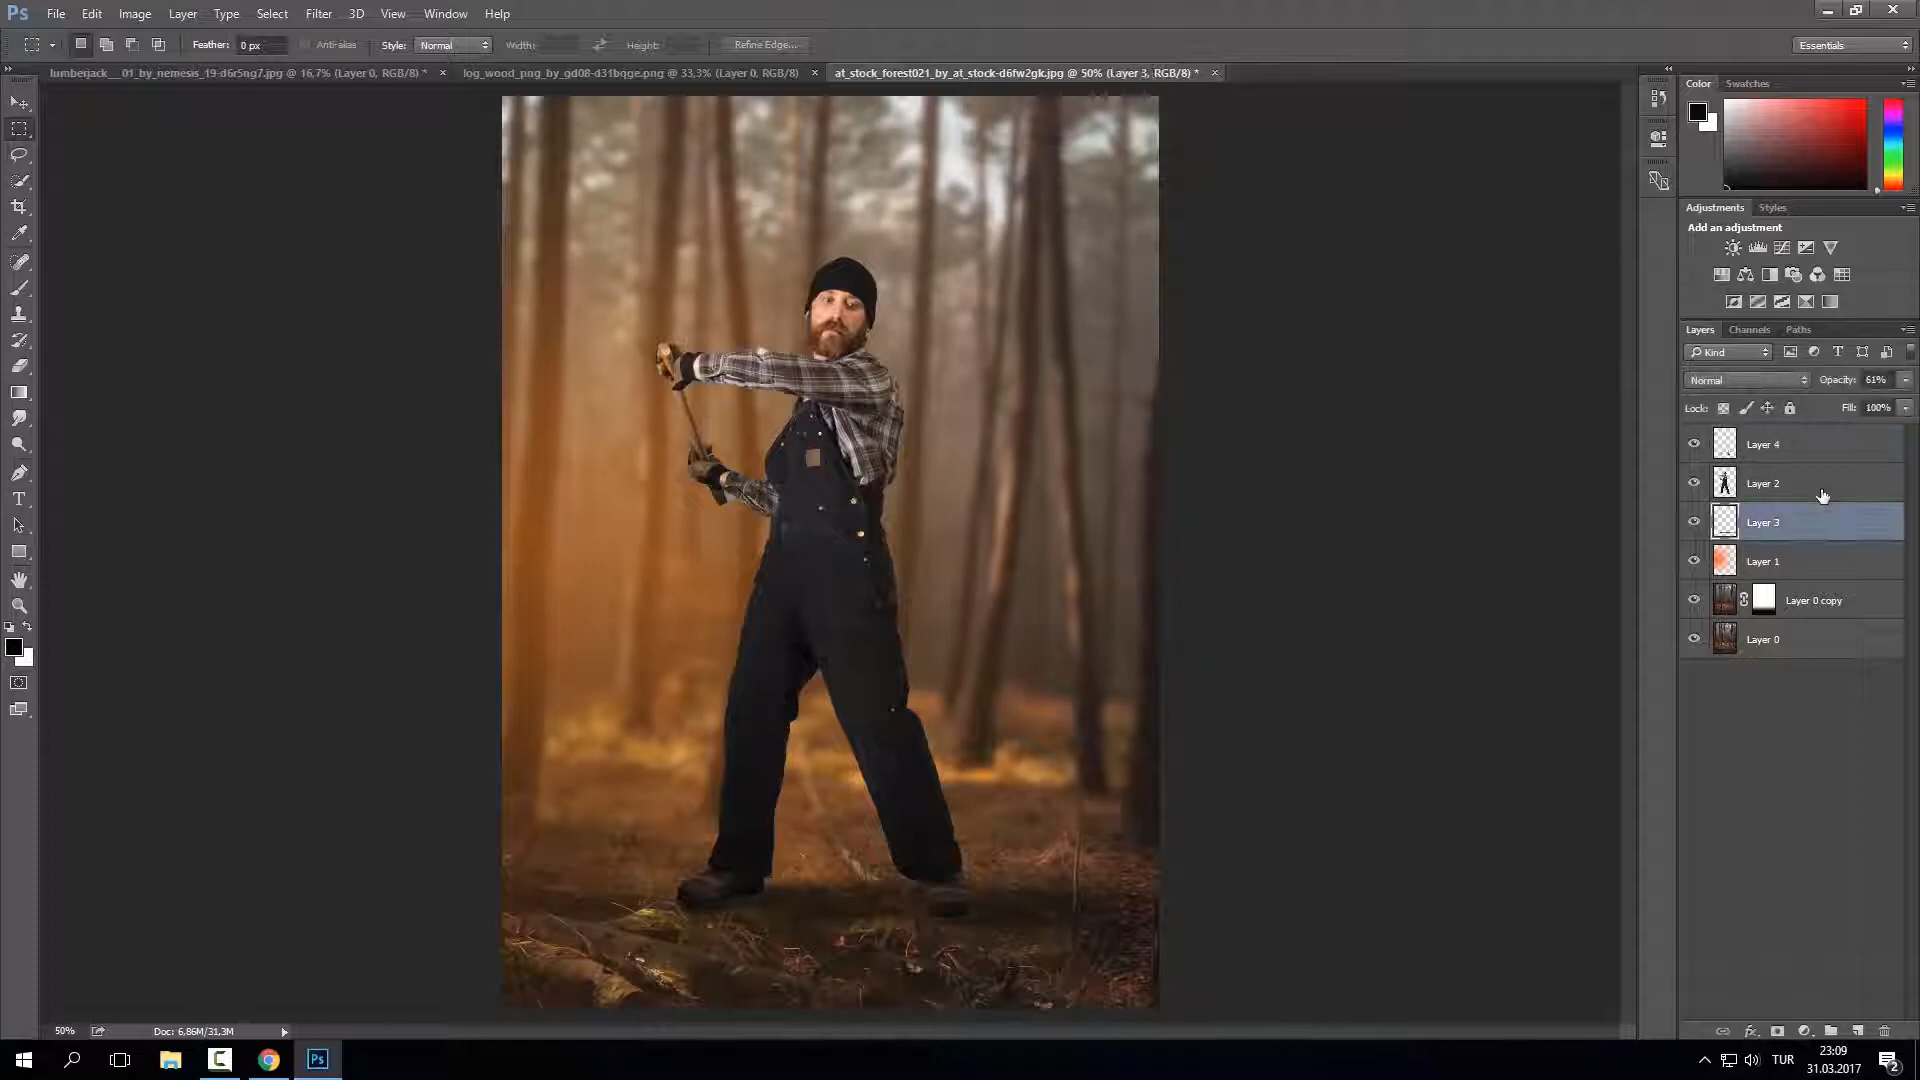 Ps File Edit Image Layer Type Select Filter 3D View Window Help
Feather: 0 px Anti-alias Style: Normal Width: Height: Refine Edge... Essentials
lumberjack__01_by_nemesis_19-d6r5ng7.jpg @ 16,7% (Layer 0, RGB/8) * log_wood_png_by_gd08-d31bqge.png @ 33,3% (Layer 0, RGB/8) at_stock_forest021_by_at_stock-d6fw2gk.jpg @ 50% (Layer 3, RGB/8) *
Color Swatches
Adjustments Styles
Add an adjustment
Layers Channels Paths
Kind
Normal Opacity: 61%
Lock: Fill: 100%
Layer 4
Layer 2
Layer 3
Layer 1
Layer 0 copy
Layer 0
50% Doc: 6,86M/31,3M
Ps TUR 23:09
31.03.2017 2